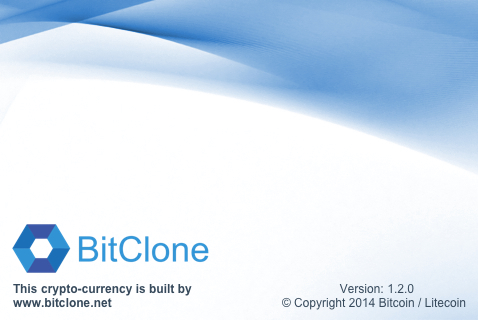 BitClone
This crypto-currency is built by
www.bitclone.net
Version: 1.2.0
© Copyright 2014 Bitcoin / Litecoin